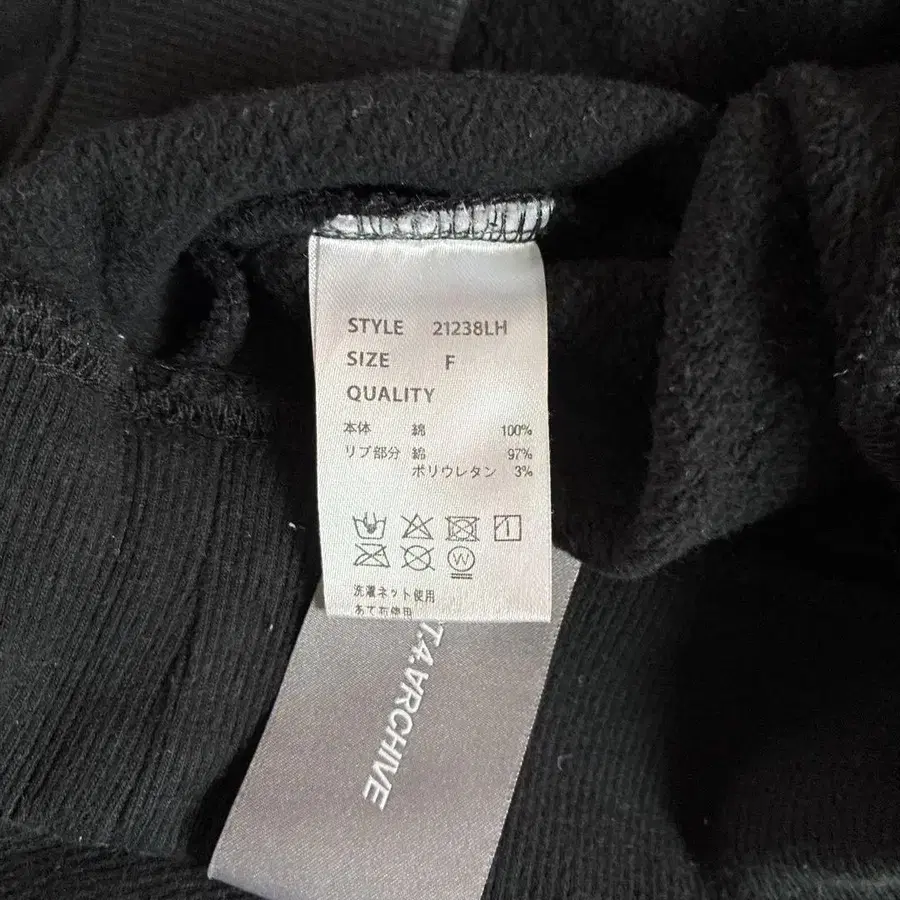 STYLE 21238LH
SIZE F
QUALITY
本体 綿 100%
リブ部分 綿 97%
ポリウレタン 3%
W
洗濯ネット使用
あて布使用
T.4.ARCHIVE